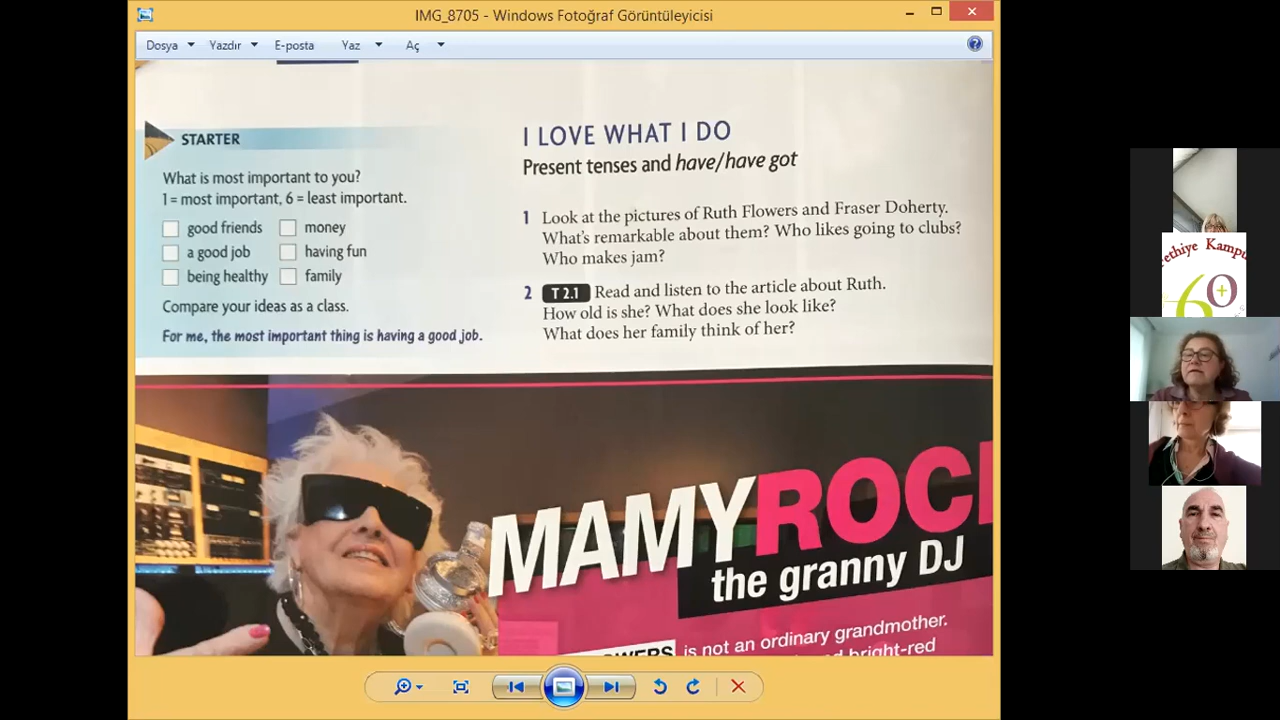 IMG_8705 - Windows Fotoğraf Görüntüleyicisi
Dosya Yazdır E-posta Yaz Aç
STARTER
What is most important to you?
1 = most important, 6 = least important.
good friends money
a good job having fun
being healthy family
Compare your ideas as a class.
For me, the most important thing is having a good job.
I LOVE WHAT I DO
Present tenses and have/have got
1 Look at the pictures of Ruth Flowers and Fraser Doherty.
What's remarkable about them? Who likes going to clubs?
Who makes jam?
2 T 2.1 Read and listen to the article about Ruth.
How old is she? What does she look like?
What does her family think of her?
MAMYROC
the granny DJ
is not an ordinary grandmother.
bright-red
ethiye Kampu
60+